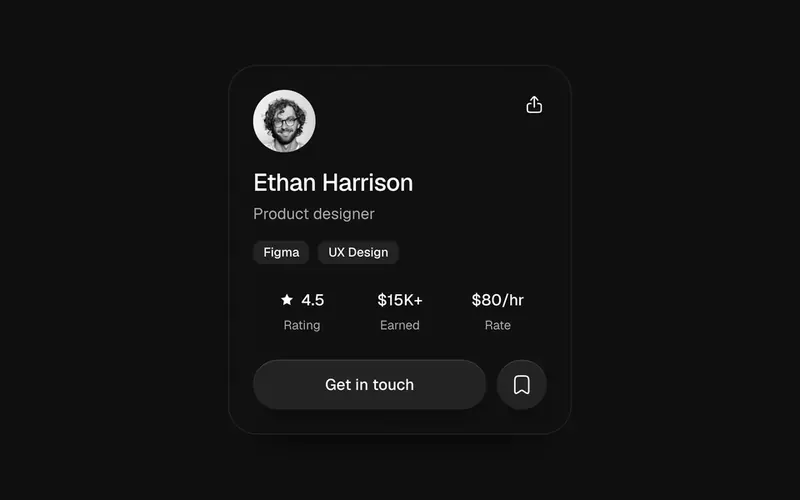 Ethan Harrison
Product designer
Figma UX Design
4.5 $15K+ $80/hr
Rating Earned Rate
Get in touch